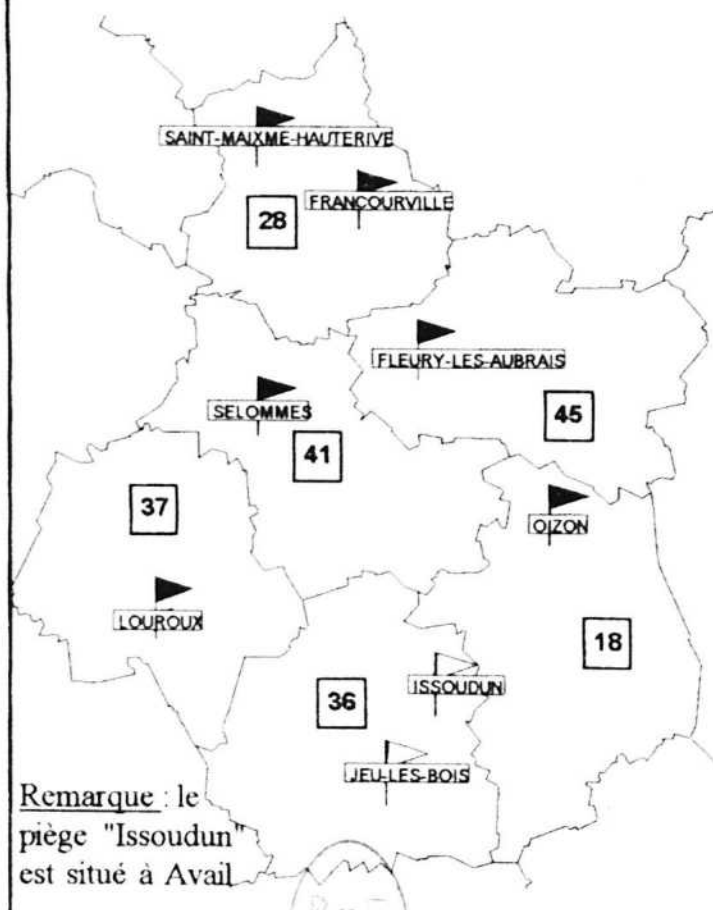 SAINT-MAIXME-HAUTERIVE
FRANCOURVILLE
28
FLEURY-LES-AUBRAIS
SELOMMES
45
41
37
OIZON
LOUROUX
18
ISSOUDUN
36
JEU-LES-BOIS
Remarque : le
piège "Issoudun"
est situé à Avail